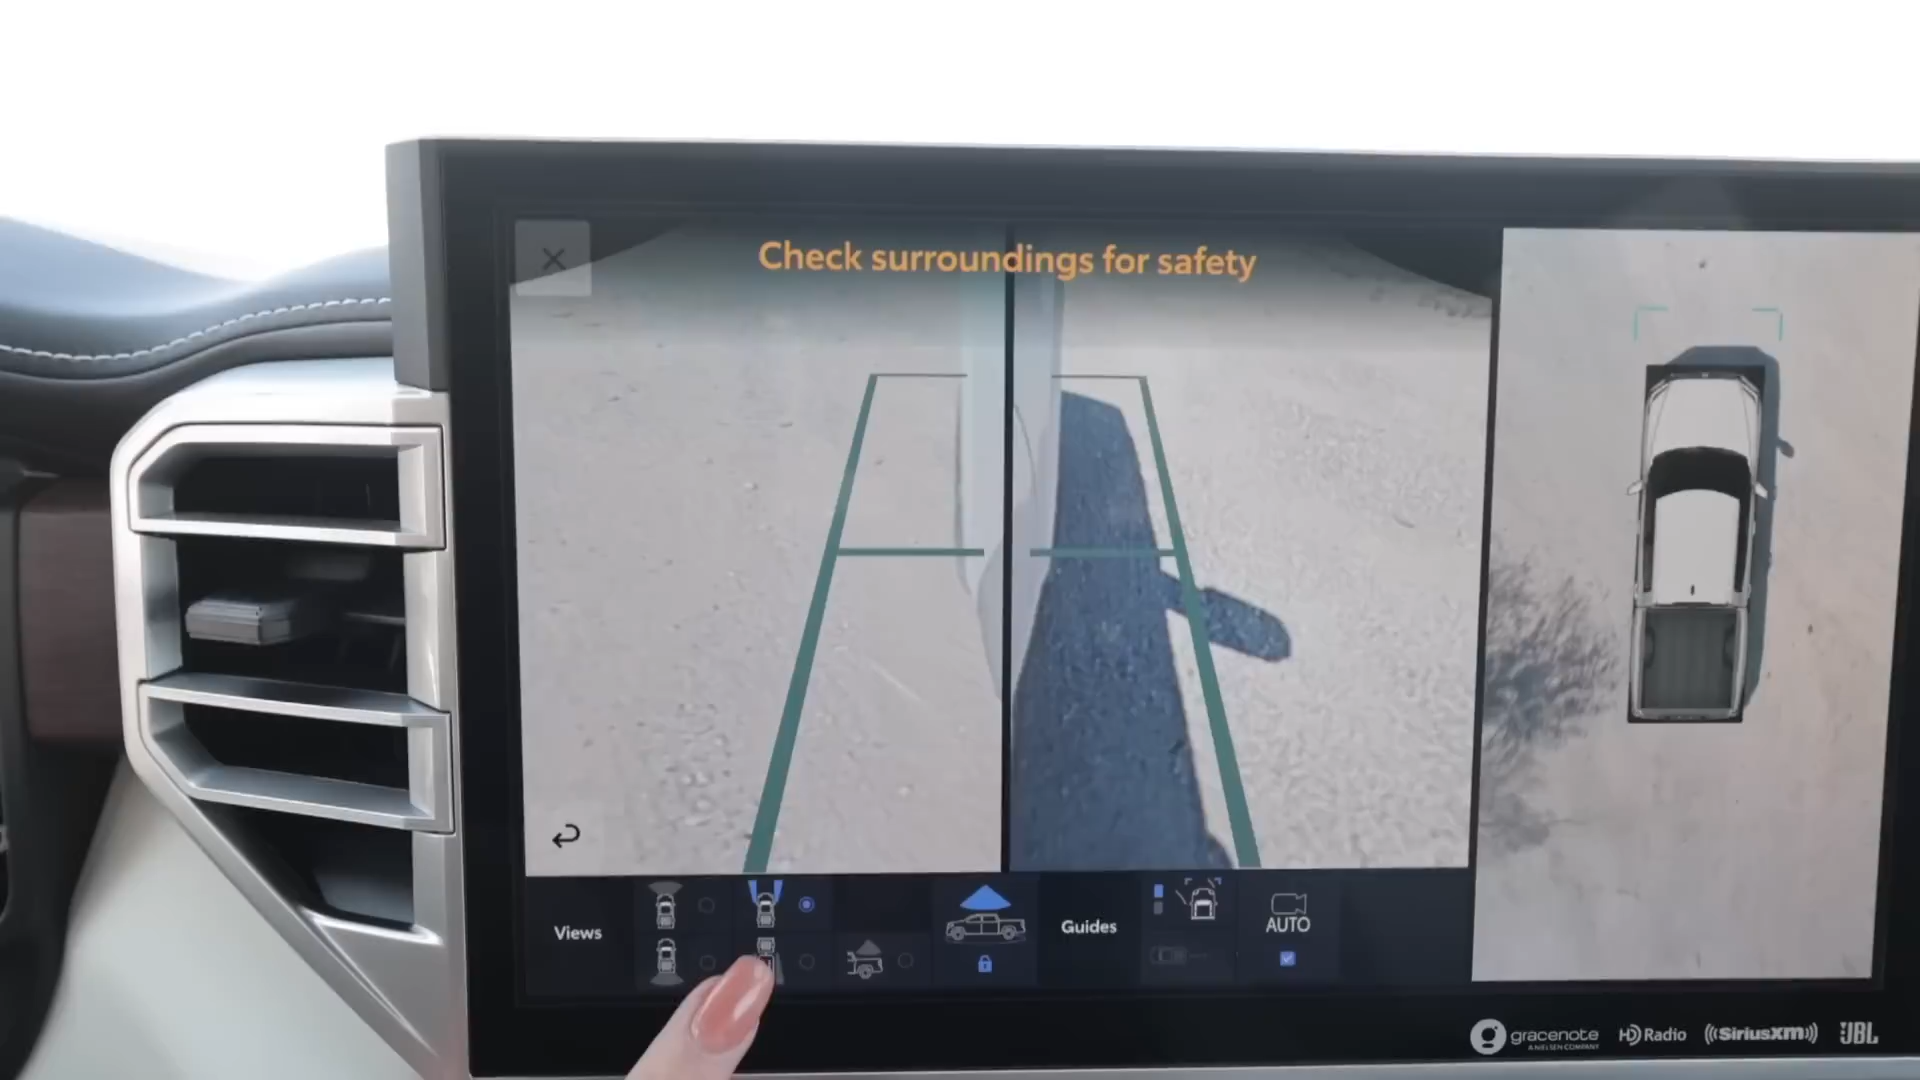 Check surroundings for safety
Views
Guides
AUTO
gracenote
A NIELSEN COMPANY
HD Radio
((SiriusXM))
JBL